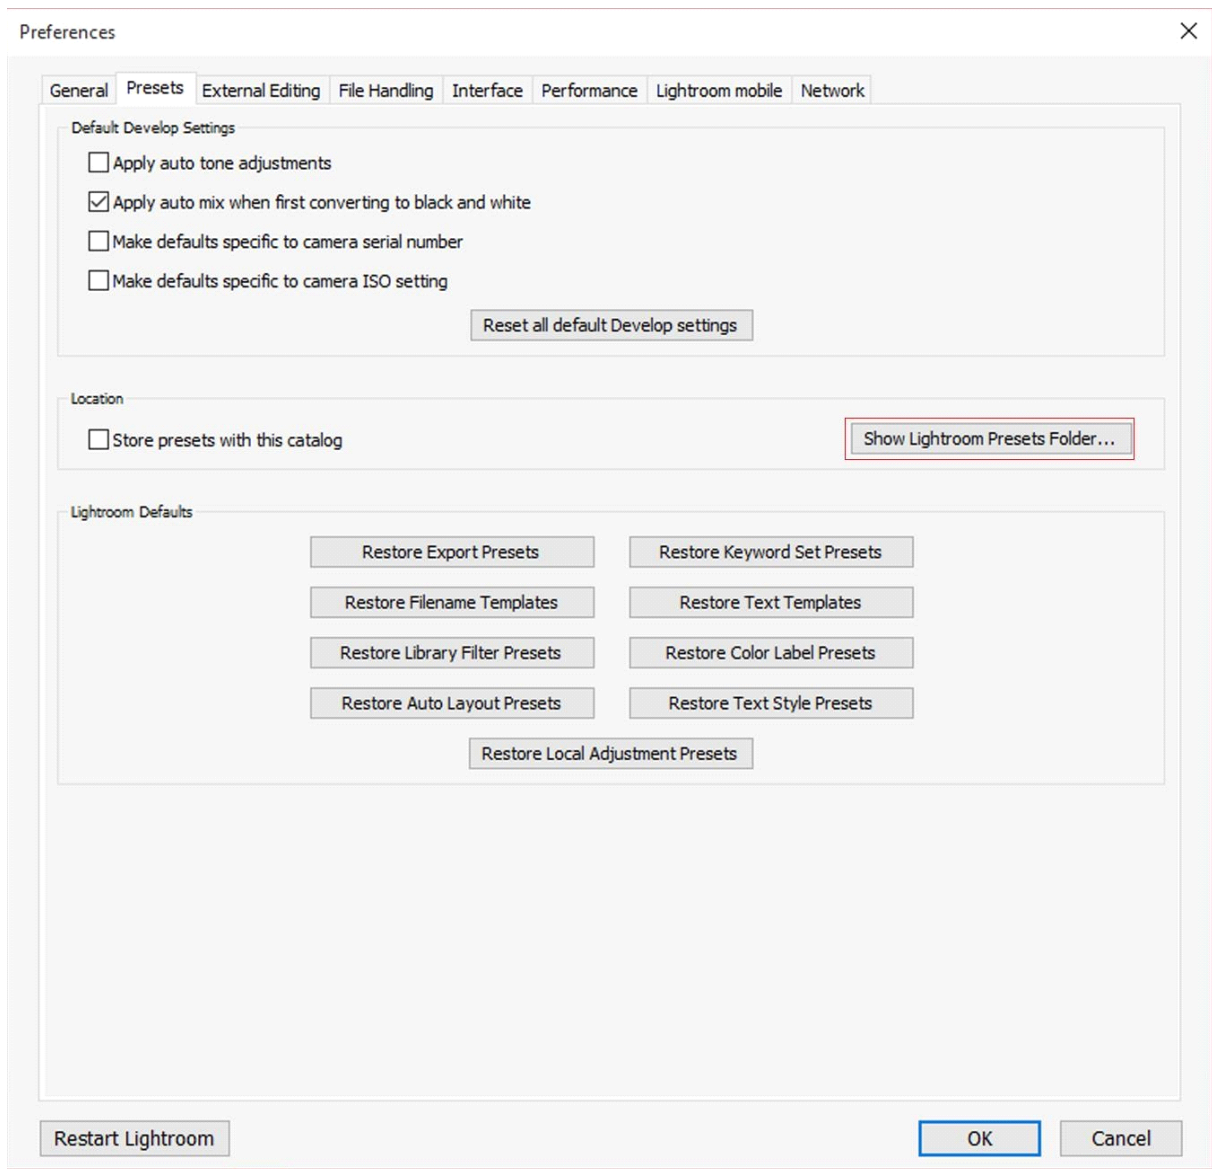 Preferences
General Presets External Editing File Handling Interface Performance Lightroom mobile Network
Default Develop Settings
Apply auto tone adjustments
Apply auto mix when first converting to black and white
Make defaults specific to camera serial number
Make defaults specific to camera ISO setting
Reset all default Develop settings
Location
Store presets with this catalog Show Lightroom Presets Folder...
Lightroom Defaults
Restore Export Presets Restore Keyword Set Presets
Restore Filename Templates Restore Text Templates
Restore Library Filter Presets Restore Color Label Presets
Restore Auto Layout Presets Restore Text Style Presets
Restore Local Adjustment Presets
Restart Lightroom OK Cancel